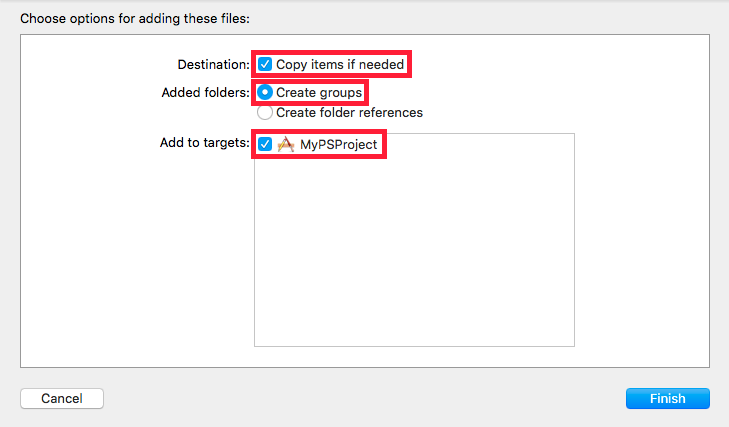 Choose options for adding these files:
Destination: Copy items if needed
Added folders: Create groups
Create folder references
Add to targets: MyPSProject
Cancel Finish